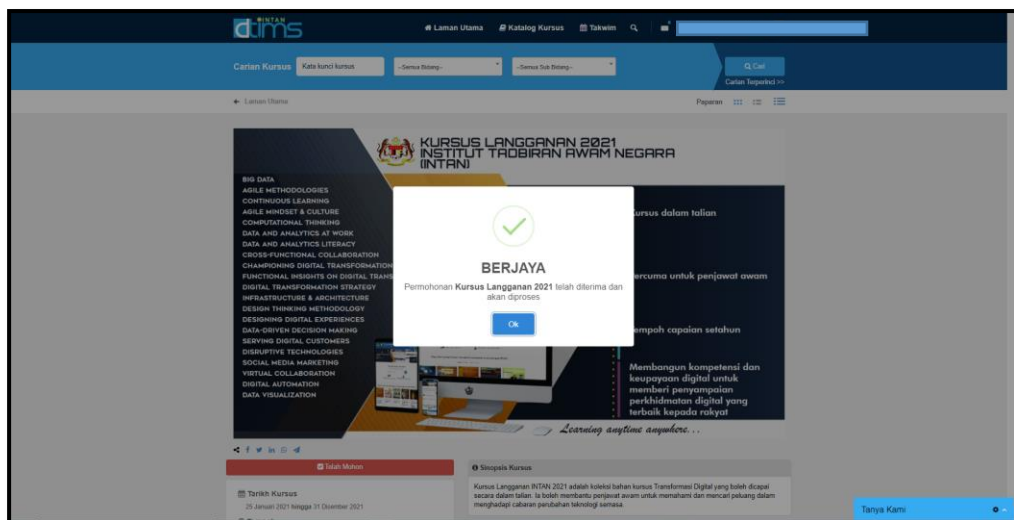 INTAN
dtims
Laman Utama
Katalog Kursus
Takwim
Carian Kursus
Kata kunci kursus
--Semua Bidang--
--Semua Sub Bidang--
Cari
Carian Terperinci >>
Laman Utama
Paparan
KURSUS LANGGANAN 2021
INSTITUT TADBIRAN AWAM NEGARA
(INTAN)
BIG DATA
AGILE METHODOLOGIES
CONTINUOUS LEARNING
AGILE MINDSET & CULTURE
COMPUTATIONAL THINKING
DATA AND ANALYTICS AT WORK
DATA AND ANALYTICS LITERACY
CROSS-FUNCTIONAL COLLABORATION
CHAMPIONING DIGITAL TRANSFORMATION
FUNCTIONAL INSIGHTS ON DIGITAL TRANS
DIGITAL TRANSFORMATION STRATEGY
INFRASTRUCTURE & ARCHITECTURE
DESIGN THINKING METHODOLOGY
DESIGNING DIGITAL EXPERIENCES
DATA-DRIVEN DECISION MAKING
SERVING DIGITAL CUSTOMERS
DISRUPTIVE TECHNOLOGIES
SOCIAL MEDIA MARKETING
VIRTUAL COLLABORATION
DIGITAL AUTOMATION
DATA VISUALIZATION
BERJAYA
Permohonan Kursus Langganan 2021 telah diterima dan
akan diproses
Ok
Kursus dalam talian
ercuma untuk penjawat awam
empoh capaian setahun
Membangun kompetensi dan
keupayaan digital untuk
memberi penyampaian
perkhidmatan digital yang
terbaik kepada rakyat
Learning anytime anywhere...
Telah Mohon
Tarikh Kursus
25 Januari 2021 hingga 31 Disember 2021
Sinopsis Kursus
Kursus Langganan INTAN 2021 adalah koleksi bahan kursus Transformasi Digital yang boleh dicapai
secara dalam talian. Ia boleh membantu penjawat awam untuk memahami dan mencari peluang dalam
menghadapi cabaran perubahan teknologi semasa.
Tanya Kami